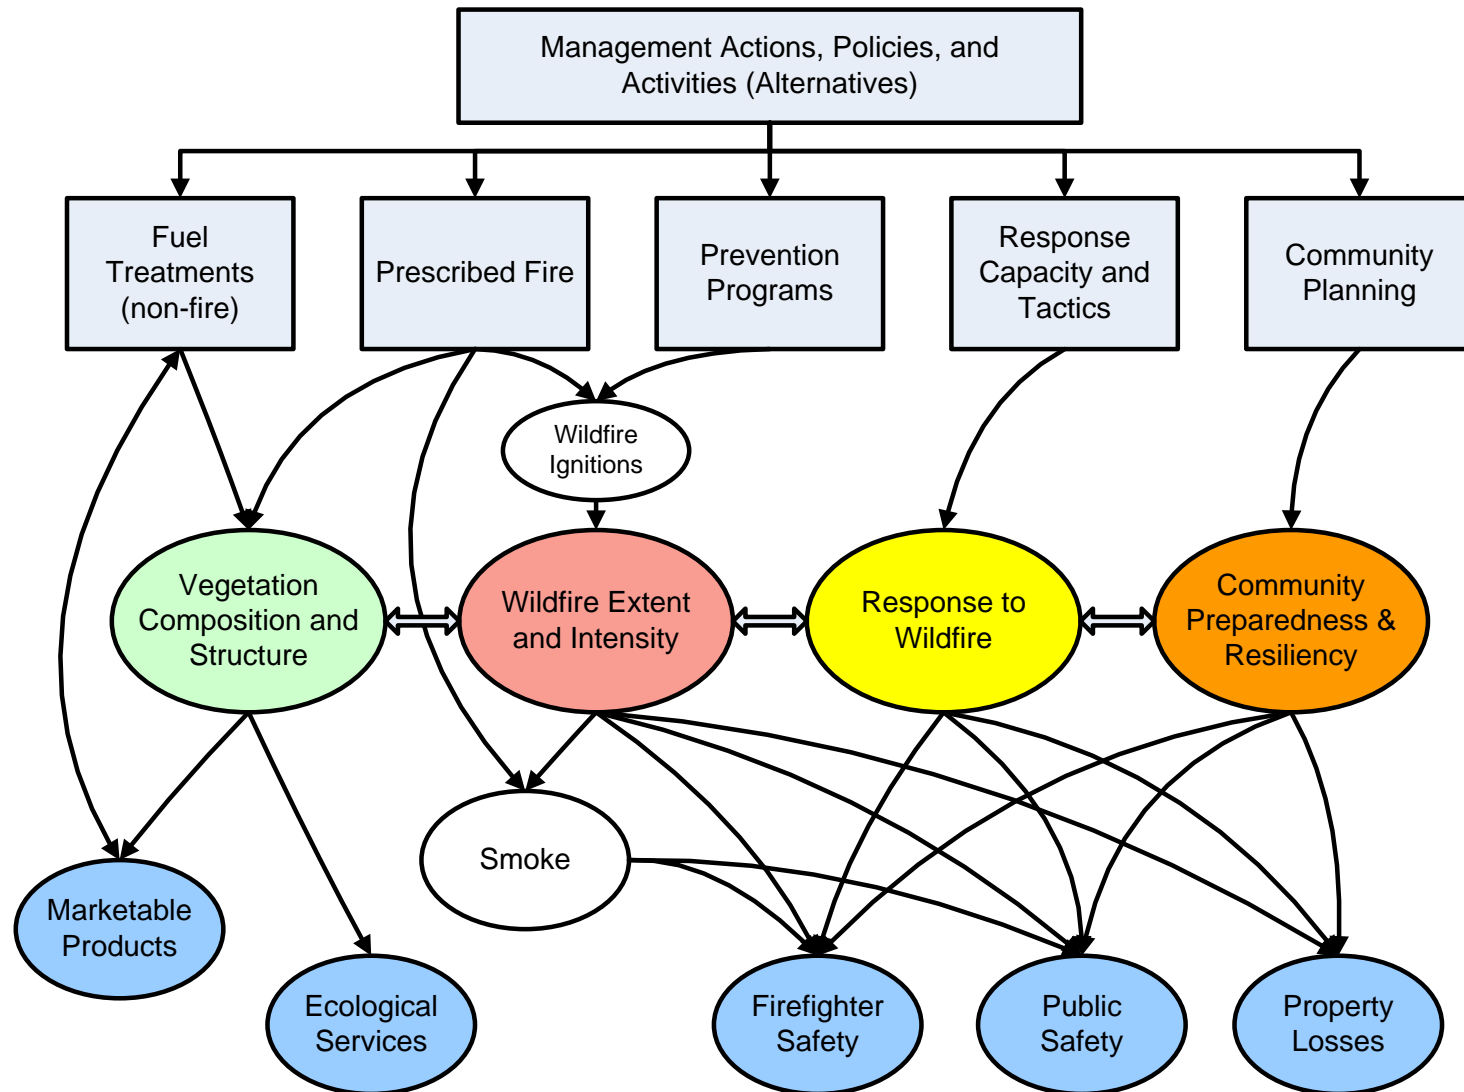 Management Actions, Policies, and
Activities (Alternatives)
Fuel
Treatments
(non-fire)
Prescribed Fire
Prevention
Programs
Response
Capacity and
Tactics
Community
Planning
Wildfire
Ignitions
Vegetation
Composition and
Structure
Wildfire Extent
and Intensity
Response to
Wildfire
Community
Preparedness &
Resiliency
Smoke
Marketable
Products
Ecological
Services
Firefighter
Safety
Public
Safety
Property
Losses